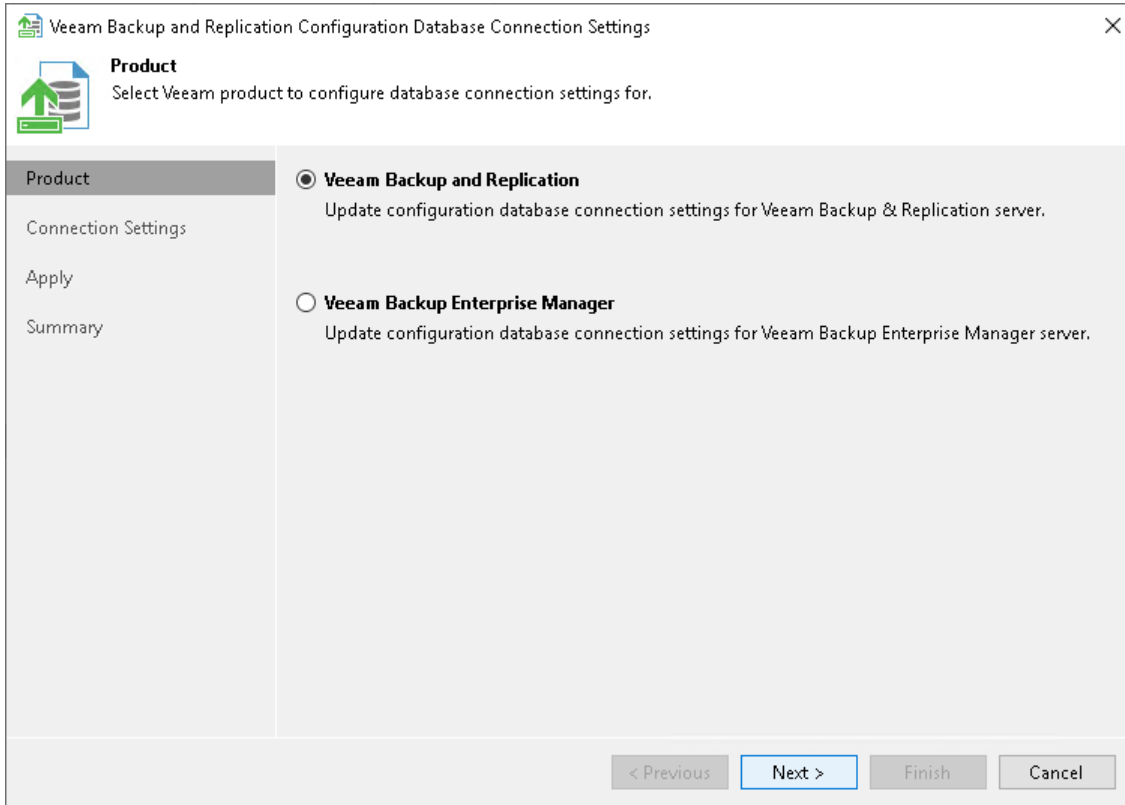 Veeam Backup and Replication Configuration Database Connection Settings
Product
Select Veeam product to configure database connection settings for.
Product
Connection Settings
Apply
Summary
Veeam Backup and Replication
Update configuration database connection settings for Veeam Backup & Replication server.
Veeam Backup Enterprise Manager
Update configuration database connection settings for Veeam Backup Enterprise Manager server.
< Previous
Next >
Finish
Cancel